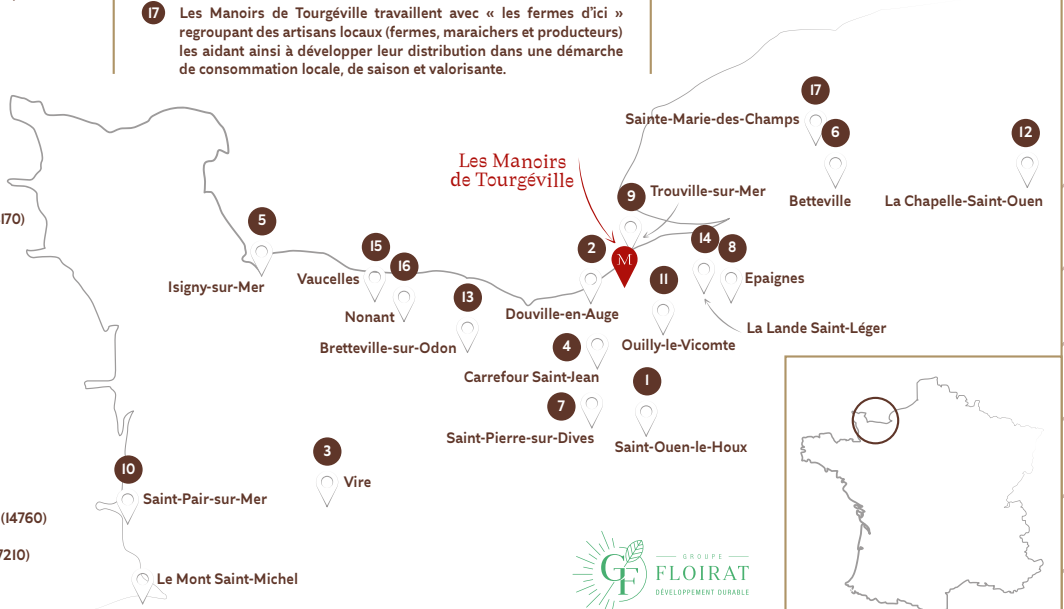 17 Les Manoirs de Tourgéville travaillent avec « les fermes d'ici »
regroupant des artisans locaux (fermes, maraichers et producteurs)
les aidant ainsi à développer leur distribution dans une démarche
de consommation locale, de saison et valorisante.
17
Sainte-Marie-des-Champs
6
Betteville
12
La Chapelle-Saint-Ouen
Les Manoirs
de Tourgéville
9
Trouville-sur-Mer
170)
5
Isigny-sur-Mer
15
Vaucelles
16
Nonant
13
Bretteville-sur-Odon
2
Douville-en-Auge
M
14
8
Epaignes
11
Ouilly-le-Vicomte
La Lande Saint-Léger
4
Carrefour Saint-Jean
1
Saint-Ouen-le-Houx
7
Saint-Pierre-sur-Dives
3
Vire
10
Saint-Pair-sur-Mer
(14760)
7210)
Le Mont Saint-Michel
GF
GROUPE
FLOIRAT
DÉVELOPPEMENT DURABLE